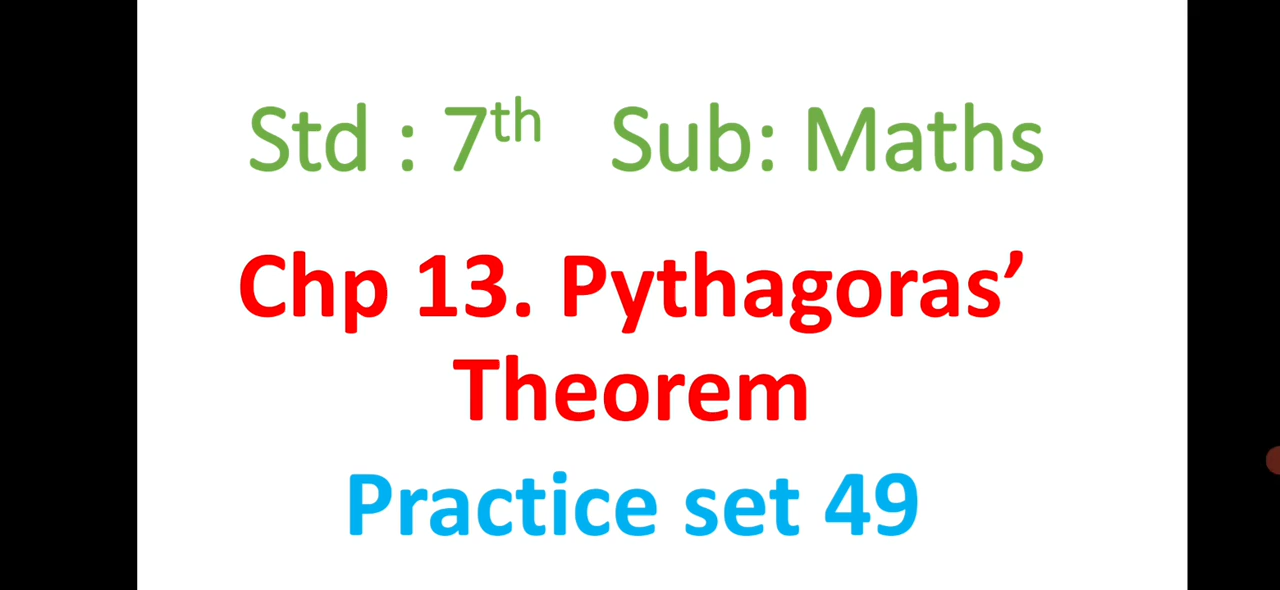 Std : 7th Sub: Maths
Chp 13. Pythagoras’
Theorem
Practice set 49